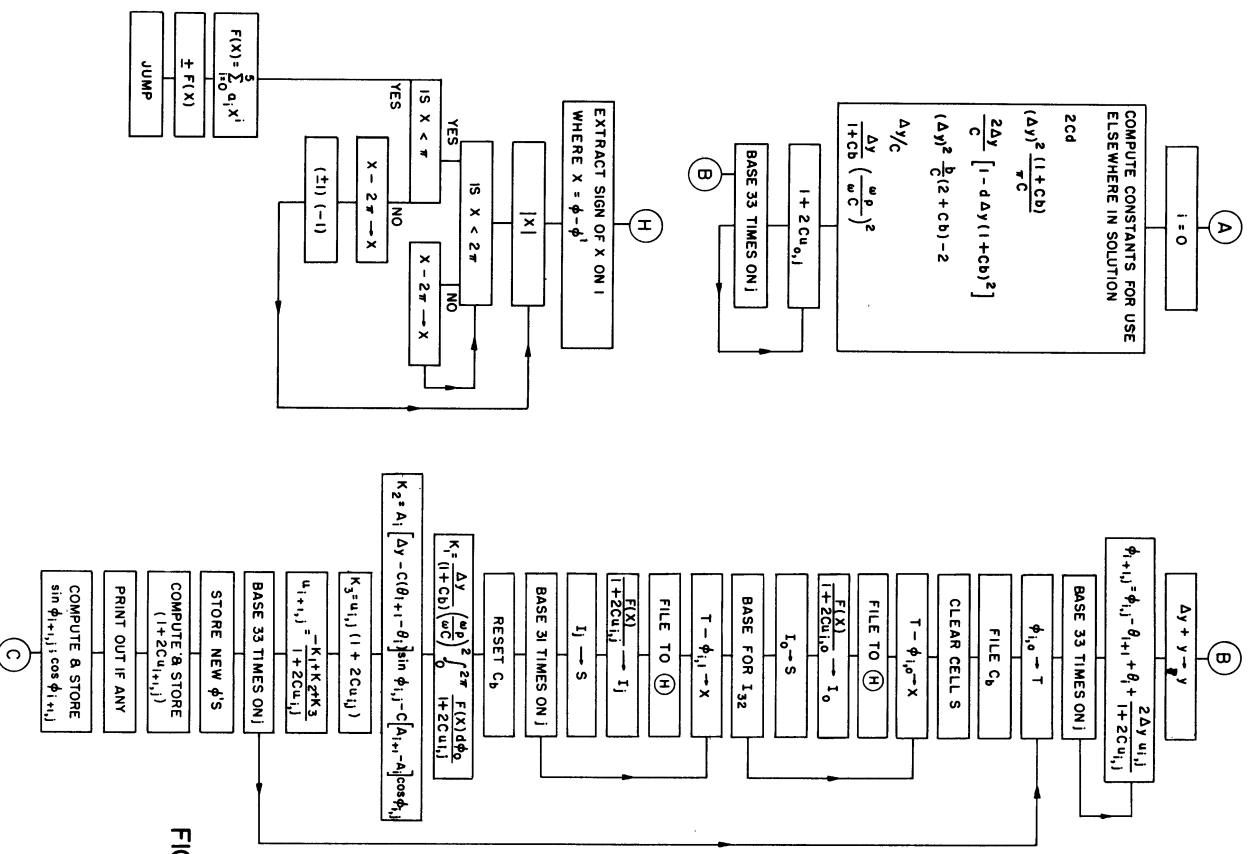 A
i = 0
COMPUTE CONSTANTS FOR USE
ELSEWHERE IN SOLUTION
2Cd
(Δy)² (1+Cb)/πC
2Δy/C [1-dΔy(1+Cb)²]
(Δy)² b/C (2+Cb)-2
Δy/C
Δy/(1+Cb) (ωp/ωC)²
1+2Cu₀,ⱼ
BASE 33 TIMES ON j
B
H
EXTRACT SIGN OF X ON 1
WHERE X = φ-φ'
|X|
IS X < 2π
NO
X-2π→X
YES
IS X < π
NO
X-2π→X
(±1)(-1)
YES
F(X) = Σ⁵ᵢ₌₀ aᵢXⁱ
± F(X)
JUMP
B
Δy + y → y
φᵢ₊₁,ⱼ = φᵢ,ⱼ - θᵢ₊₁ + θᵢ + 2Δy uᵢ,ⱼ/(1+2Cuᵢ,ⱼ)
BASE 33 TIMES ON j
φᵢ,₀ → T
FILE C_b
CLEAR CELL S
T - φᵢ,₀ → X
FILE TO H
F(X)/(1+2Cuᵢ,₀) → I₀
I₀ → S
BASE FOR I₃₂
T - φᵢ,₁ → X
FILE TO H
F(X)/(1+2Cuᵢ,ⱼ) → Iⱼ
Iⱼ → S
BASE 31 TIMES ON j
RESET C_b
K₁ = Δy/(1+Cb) (ωp/ωC)² ∫₀²π F(X)dφ₀/(1+2Cuᵢ,ⱼ)
K₂ = Aᵢ[Δy - C(θᵢ₊₁-θᵢ)]sin φᵢ,ⱼ - C[Aᵢ₊₁-Aᵢ]cosφᵢ,ⱼ
K₃ = uᵢ,ⱼ (1+2Cuᵢ,ⱼ)
uᵢ₊₁,ⱼ = (-K₁+K₂+K₃)/(1+2Cuᵢ,ⱼ)
BASE 33 TIMES ON j
STORE NEW φ'S
COMPUTE & STORE
(1+2Cuᵢ₊₁,ⱼ)
PRINT OUT IF ANY
COMPUTE & STORE
sin φᵢ₊₁,ⱼ; cos φᵢ₊₁,ⱼ
C